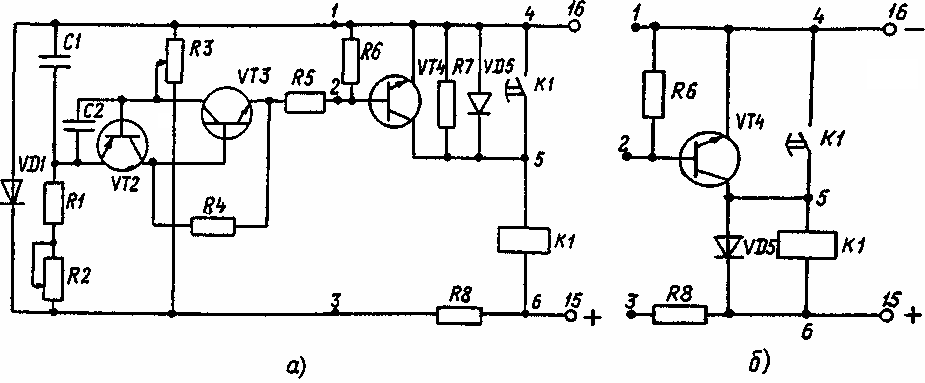 1
4
16
1
4
16 —
C1
R3
R6
VT3
R5
2
VT4
R7
VD5
K1
C2
R6
VT4
K1
2
VD1
VT2
5
5
R1
R4
R2
K1
VD5
K1
3
R8
6
15 +
3
R8
6
15 +
а)
б)